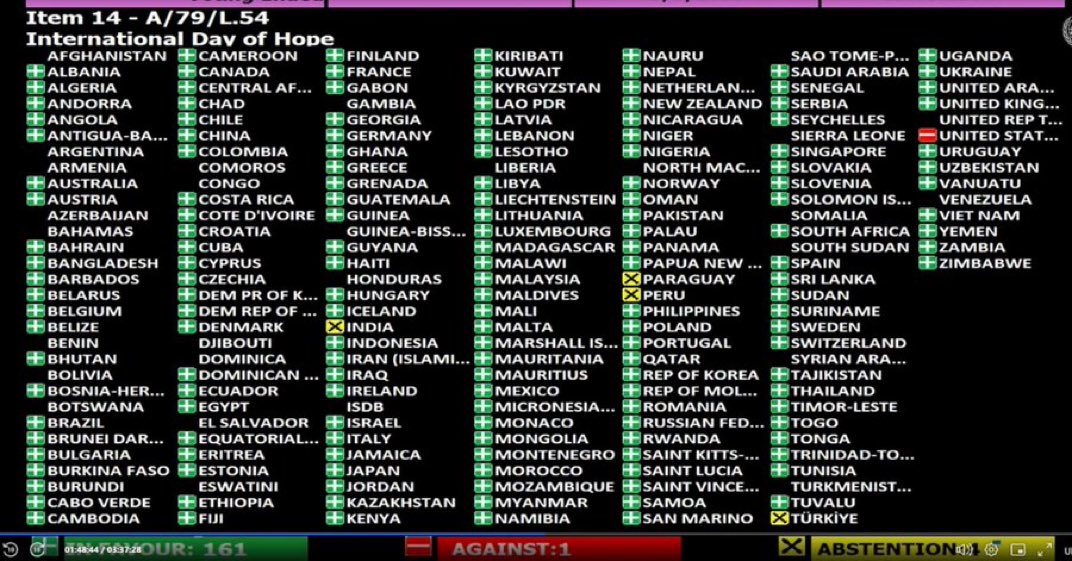 Item 14 - A/79/L.54
International Day of Hope
AFGHANISTAN
ALBANIA
ALGERIA
ANDORRA
ANGOLA
ANTIGUA-BA...
ARGENTINA
ARMENIA
AUSTRALIA
AUSTRIA
AZERBAIJAN
BAHAMAS
BAHRAIN
BANGLADESH
BARBADOS
BELARUS
BELGIUM
BELIZE
BENIN
BHUTAN
BOLIVIA
BOSNIA-HER...
BOTSWANA
BRAZIL
BRUNEI DAR...
BULGARIA
BURKINA FASO
BURUNDI
CABO VERDE
CAMBODIA
CAMEROON
CANADA
CENTRAL AF...
CHAD
CHILE
CHINA
COLOMBIA
COMOROS
CONGO
COSTA RICA
COTE D'IVOIRE
CROATIA
CUBA
CYPRUS
CZECHIA
DEM PR OF K...
DEM REP OF ...
DENMARK
DJIBOUTI
DOMINICA
DOMINICAN ...
ECUADOR
EGYPT
EL SALVADOR
EQUATORIAL...
ERITREA
ESTONIA
ESWATINI
ETHIOPIA
FIJI
FINLAND
FRANCE
GABON
GAMBIA
GEORGIA
GERMANY
GHANA
GREECE
GRENADA
GUATEMALA
GUINEA
GUINEA-BISS...
GUYANA
HAITI
HONDURAS
HUNGARY
ICELAND
INDIA
INDONESIA
IRAN (ISLAMI...
IRAQ
IRELAND
ISDB
ISRAEL
ITALY
JAMAICA
JAPAN
JORDAN
KAZAKHSTAN
KENYA
KIRIBATI
KUWAIT
KYRGYZSTAN
LAO PDR
LATVIA
LEBANON
LESOTHO
LIBERIA
LIBYA
LIECHTENSTEIN
LITHUANIA
LUXEMBOURG
MADAGASCAR
MALAWI
MALAYSIA
MALDIVES
MALI
MALTA
MARSHALL IS...
MAURITANIA
MAURITIUS
MEXICO
MICRONESIA...
MONACO
MONGOLIA
MONTENEGRO
MOROCCO
MOZAMBIQUE
MYANMAR
NAMIBIA
NAURU
NEPAL
NETHERLAN...
NEW ZEALAND
NICARAGUA
NIGER
NIGERIA
NORTH MAC...
NORWAY
OMAN
PAKISTAN
PALAU
PANAMA
PAPUA NEW ...
PARAGUAY
PERU
PHILIPPINES
POLAND
PORTUGAL
QATAR
REP OF KOREA
REP OF MOL...
ROMANIA
RUSSIAN FED...
RWANDA
SAINT KITTS-...
SAINT LUCIA
SAINT VINCE...
SAMOA
SAN MARINO
SAO TOME-P...
SAUDI ARABIA
SENEGAL
SERBIA
SEYCHELLES
SIERRA LEONE
SINGAPORE
SLOVAKIA
SLOVENIA
SOLOMON IS...
SOMALIA
SOUTH AFRICA
SOUTH SUDAN
SPAIN
SRI LANKA
SUDAN
SURINAME
SWEDEN
SWITZERLAND
SYRIAN ARA...
TAJIKISTAN
THAILAND
TIMOR-LESTE
TOGO
TONGA
TRINIDAD-TO...
TUNISIA
TURKMENIST...
TUVALU
TÜRKİYE
UGANDA
UKRAINE
UNITED ARA...
UNITED KING...
UNITED REP T...
UNITED STAT...
URUGUAY
UZBEKISTAN
VANUATU
VENEZUELA
VIET NAM
YEMEN
ZAMBIA
ZIMBABWE
10 10 01:48:44 / 03:37:28
IN FAVOUR: 161
AGAINST:1
ABSTENTION:4